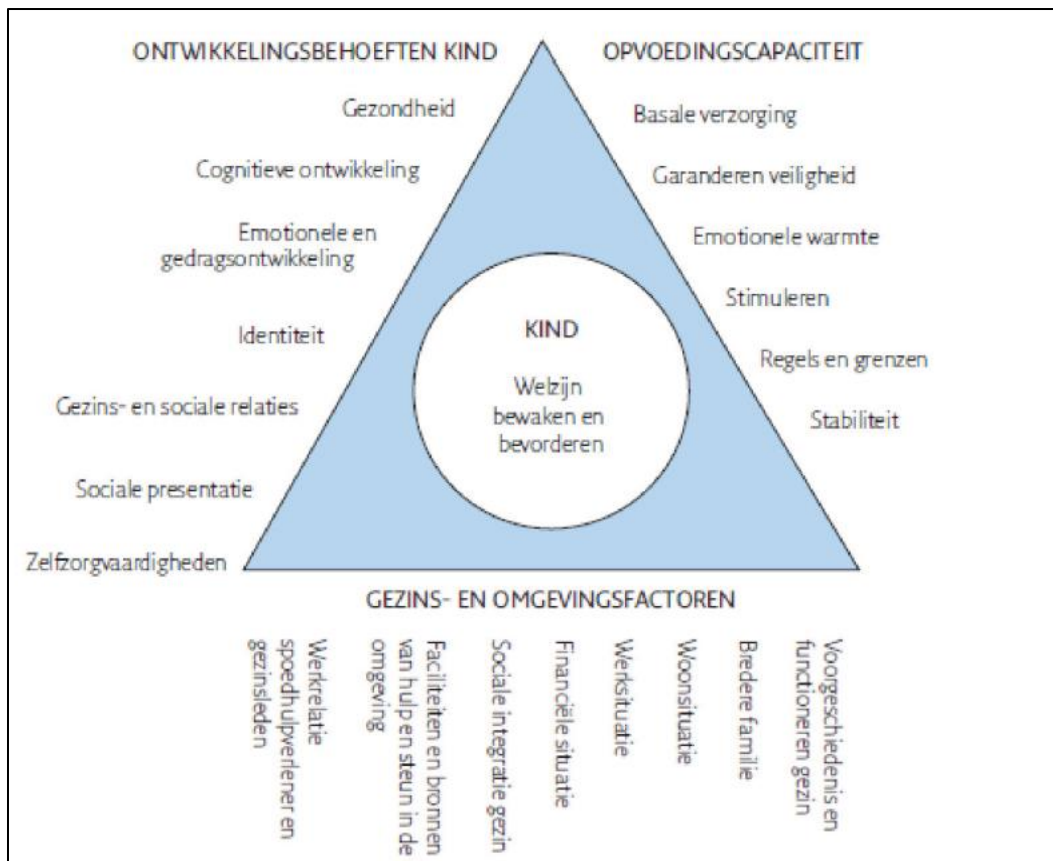 ONTWIKKELINGSBEHOEFTEN KIND
Gezondheid
Cognitieve ontwikkeling
Emotionele en
gedragsontwikkeling
Identiteit
Gezins- en sociale relaties
Sociale presentatie
Zelfzorgvaardigheden
OPVOEDINGSCAPACITEIT
Basale verzorging
Garanderen veiligheid
Emotionele warmte
Stimuleren
Regels en grenzen
Stabiliteit
KIND
Welzijn
bewaken en
bevorderen
GEZINS- EN OMGEVINGSFACTOREN
Werkrelatie
spoedhulpverlener en
gezinsleden
Faciliteiten en bronnen
van hulp en steun in de
omgeving
Sociale integratie gezin
Financiële situatie
Werksituatie
Woonsituatie
Bredere familie
Voorgeschiedenis en
functioneren gezin